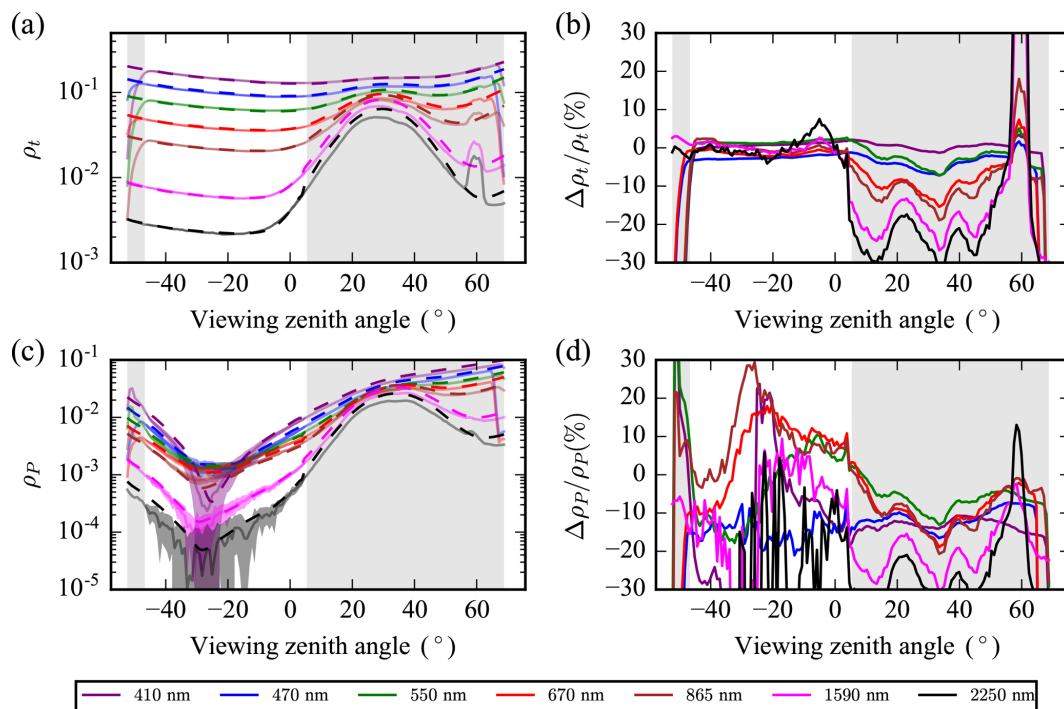 (a)
10⁻¹
10⁻²
10⁻³
ρₜ
−40 −20 0 20 40 60
Viewing zenith angle (°)
(b)
30
20
10
0
−10
−20
−30
Δρₜ/ρₜ(%)
−40 −20 0 20 40 60
Viewing zenith angle (°)
(c)
10⁻¹
10⁻²
10⁻³
10⁻⁴
10⁻⁵
ρ_P
−40 −20 0 20 40 60
Viewing zenith angle (°)
(d)
30
20
10
0
−10
−20
−30
Δρ_P/ρ_P(%)
−40 −20 0 20 40 60
Viewing zenith angle (°)
410 nm 470 nm 550 nm 670 nm 865 nm 1590 nm 2250 nm